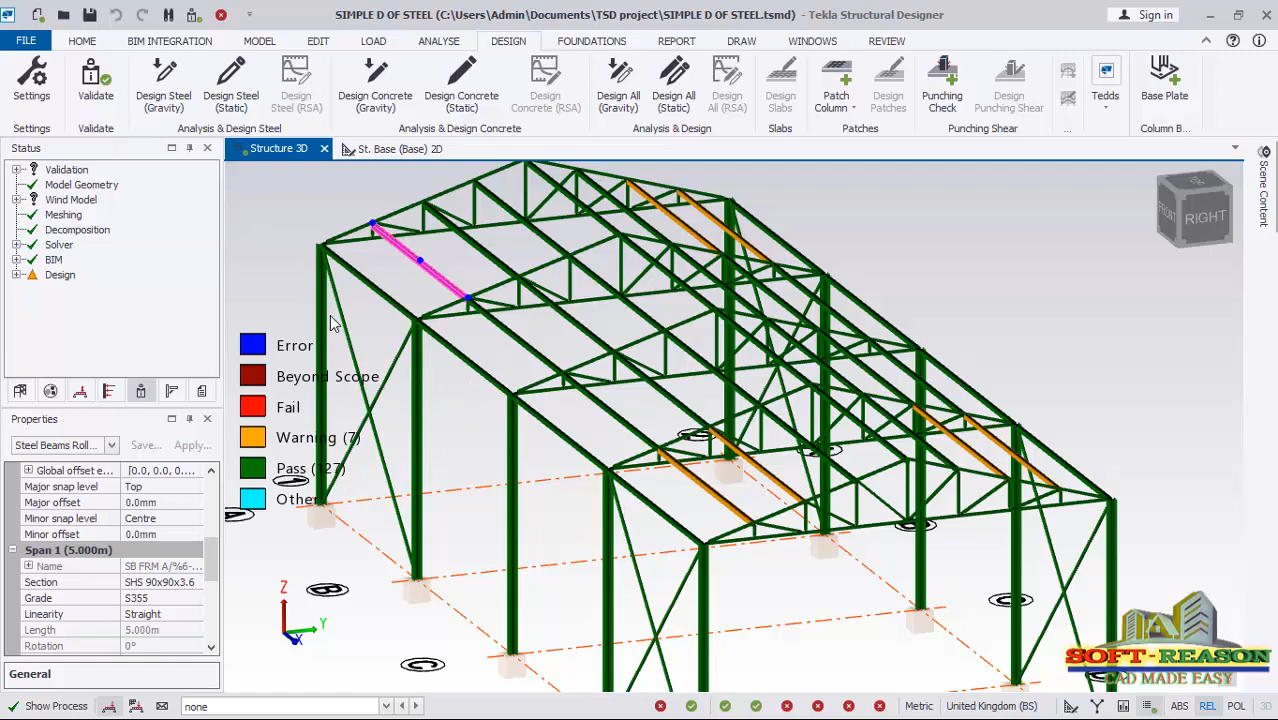 SIMPLE D OF STEEL (C:\Users\Admin\Documents\TSD project\SIMPLE D OF STEEL.tsmd) - Tekla Structural Designer
Sign in
FILE HOME BIM INTEGRATION MODEL EDIT LOAD ANALYSE DESIGN FOUNDATIONS REPORT DRAW WINDOWS REVIEW
Settings Validate Design Steel (Gravity) Design Steel (Static) Design Steel (RSA) Design Concrete (Gravity) Design Concrete (Static) Design Concrete (RSA) Design All (Gravity) Design All (Static) Design All (RSA) Design Slabs Patch Column Design Patches Punching Check Design Punching Shear Tedds Base Plate
Settings Validate Analysis & Design Steel Analysis & Design Concrete Analysis & Design Slabs Patches Punching Shear ... Column B...
Status
Structure 3D
St. Base (Base) 2D
Validation
Model Geometry
Wind Model
Meshing
Decomposition
Solver
BIM
Design
FRONT
RIGHT
Error
Beyond Scope
Fail
Warning (7)
Pass (127)
Other
Properties
Steel Beams Roll...
Save...
Apply...
Global offset e... [0.0, 0.0, 0....
Major snap level Top
Major offset 0.0mm
Minor snap level Centre
Minor offset 0.0mm
Span 1 (5.000m)
Name SB FRM A/%6-...
Section SHS 90x90x3.6
Grade S355
Linearity Straight
Length 5.000m
Rotation 0°
General
A
B
C
Z
Y
X
SOFT-REASON
CAD MADE EASY
Show Process
none
Metric
United Kingdom (BS)
ABS REL POL 3D